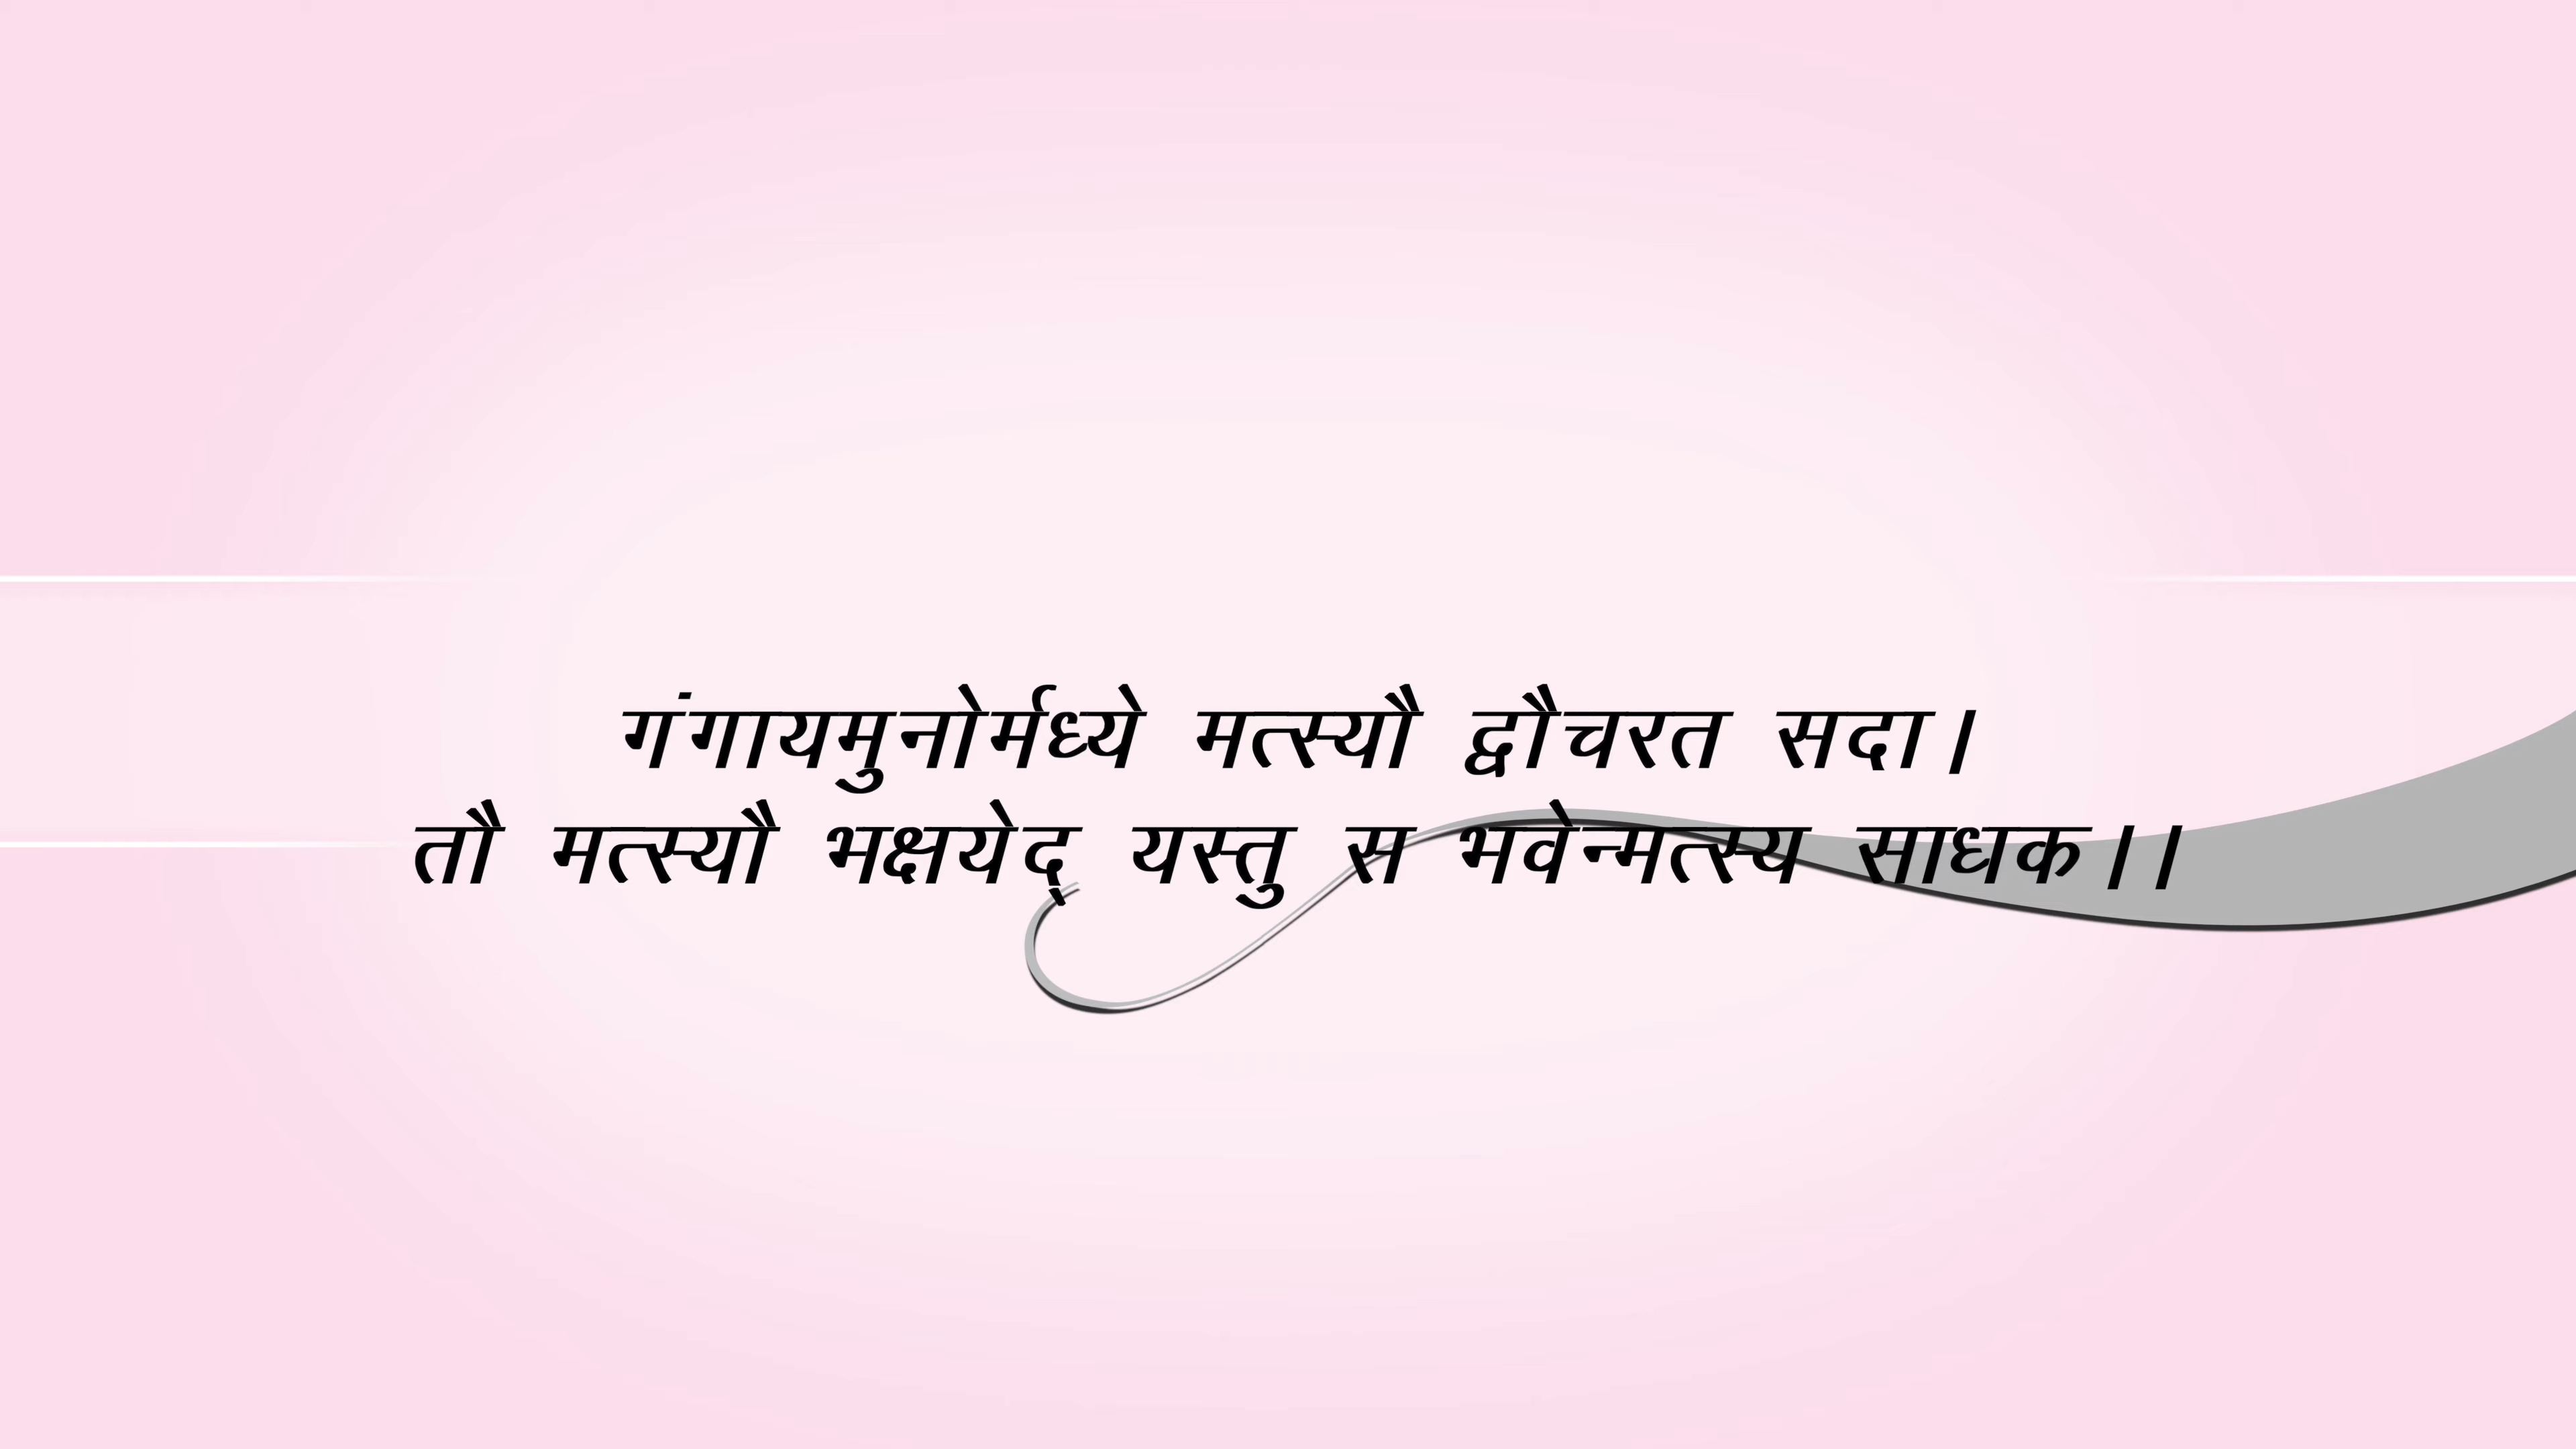 गंगायमुनोर्मध्ये मत्स्यौ द्वौचरत सदा।
तौ मत्स्यौ भक्षयेद् यस्तु स भवेन्मत्स्य साधक।।